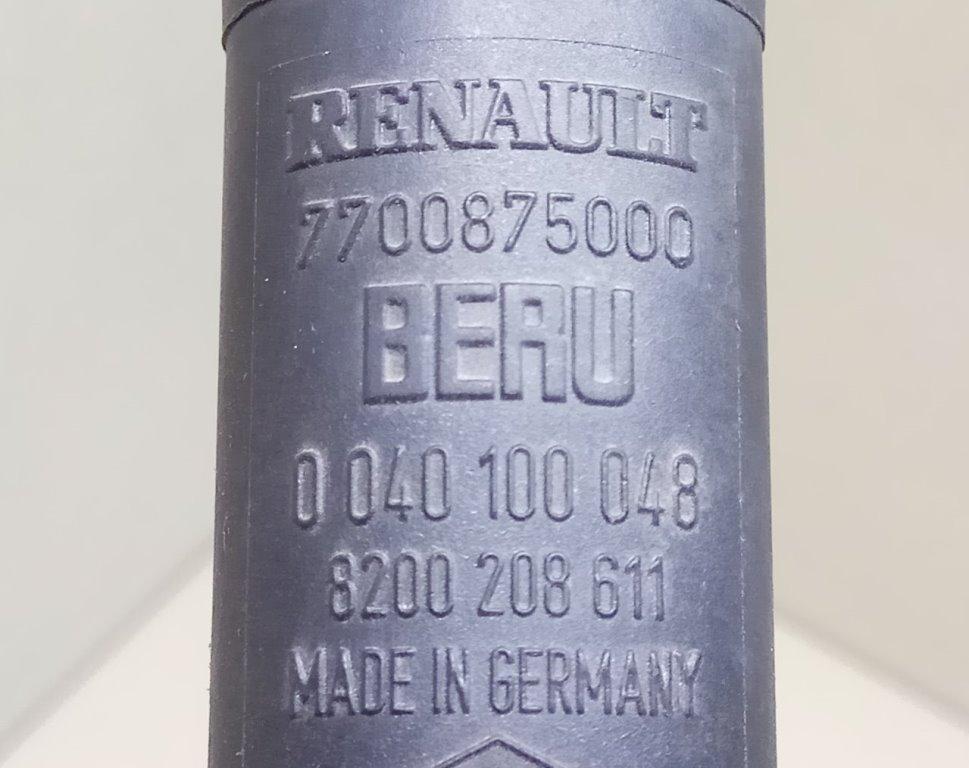 RENAULT
7700875000
BERU
0 040 100 048
8200 208 611
MADE IN GERMANY